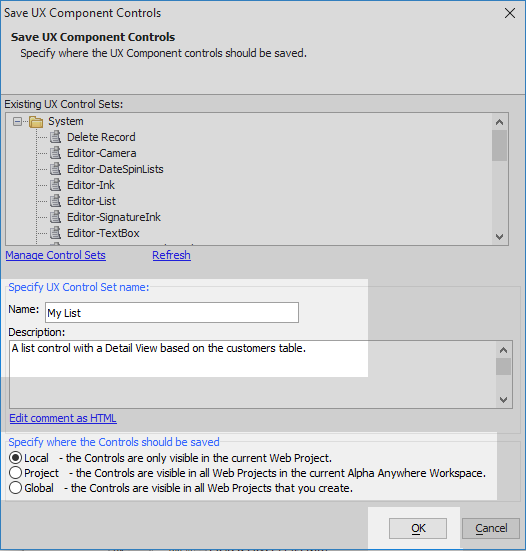 Save UX Component Controls
Save UX Component Controls
Specify where the UX Component controls should be saved.
Existing UX Control Sets:
System
Delete Record
Editor-Camera
Editor-DateSpinLists
Editor-Ink
Editor-List
Editor-SignatureInk
Editor-TextBox
Manage Control Sets Refresh
Specify UX Control Set name:
Name: My List
Description:
A list control with a Detail View based on the customers table.
Edit comment as HTML
Specify where the Controls should be saved
Local - the Controls are only visible in the current Web Project.
Project - the Controls are visible in all Web Projects in the current Alpha Anywhere Workspace.
Global - the Controls are visible in all Web Projects that you create.
OK Cancel